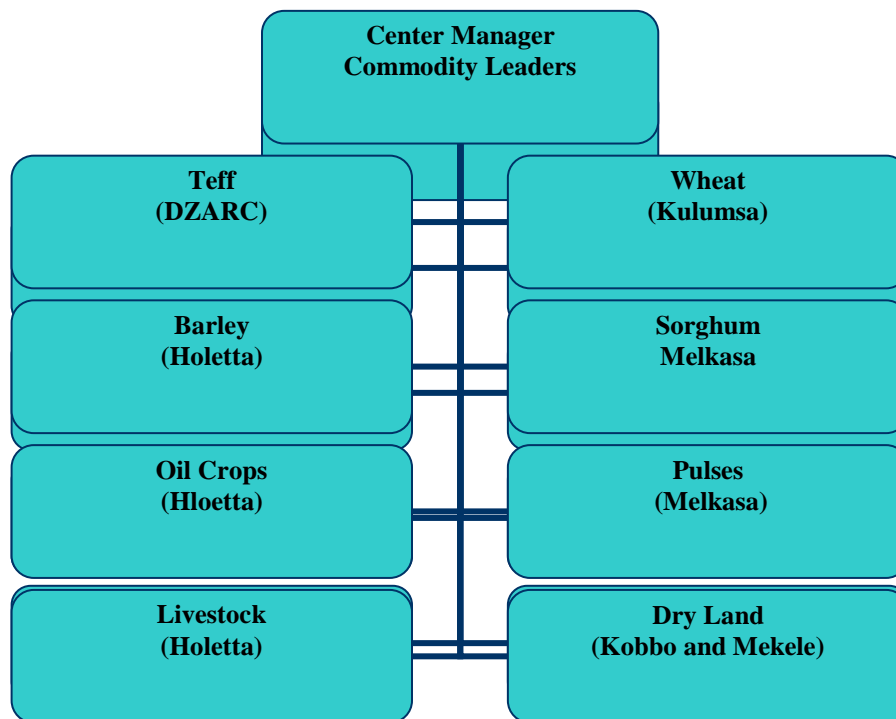 Center Manager
Commodity Leaders
Teff
(DZARC)
Wheat
(Kulumsa)
Barley
(Holetta)
Sorghum
Melkasa
Oil Crops
(Hloetta)
Pulses
(Melkasa)
Livestock
(Holetta)
Dry Land
(Kobbo and Mekele)